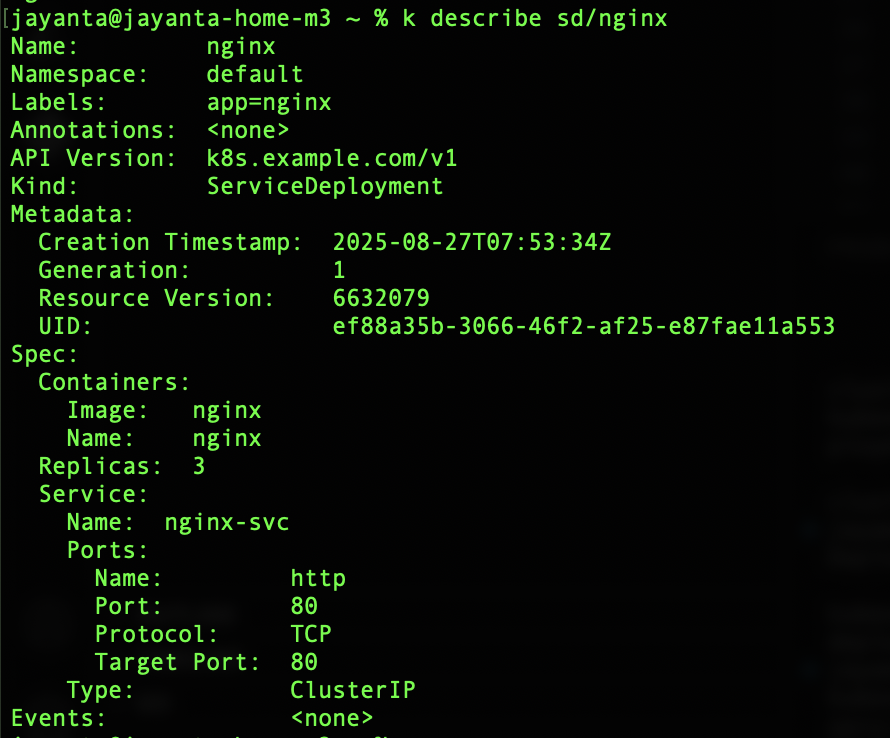 [jayanta@jayanta-home-m3 ~ % k describe sd/nginx
Name:         nginx
Namespace:    default
Labels:       app=nginx
Annotations:  <none>
API Version:  k8s.example.com/v1
Kind:         ServiceDeployment
Metadata:
  Creation Timestamp:  2025-08-27T07:53:34Z
  Generation:          1
  Resource Version:    6632079
  UID:                 ef88a35b-3066-46f2-af25-e87fae11a553
Spec:
  Containers:
    Image:   nginx
    Name:    nginx
  Replicas:  3
  Service:
    Name:  nginx-svc
    Ports:
      Name:         http
      Port:         80
      Protocol:     TCP
      Target Port:  80
    Type:           ClusterIP
Events:             <none>